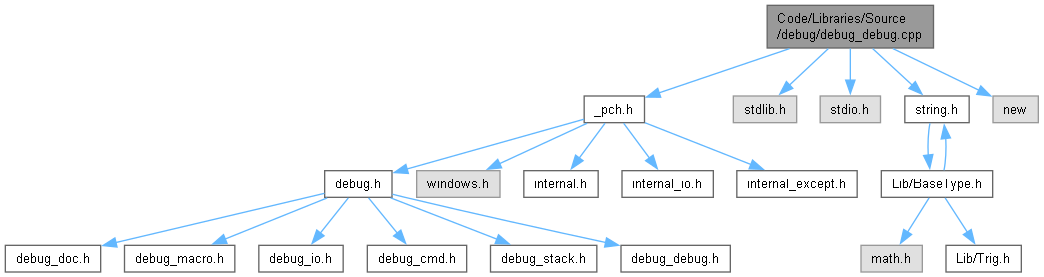 Code/Libraries/Source
/debug/debug_debug.cpp
_pch.h
stdlib.h
stdio.h
string.h
new
debug.h
windows.h
internal.h
internal_io.h
internal_except.h
Lib/BaseType.h
debug_doc.h
debug_macro.h
debug_io.h
debug_cmd.h
debug_stack.h
debug_debug.h
math.h
Lib/Trig.h